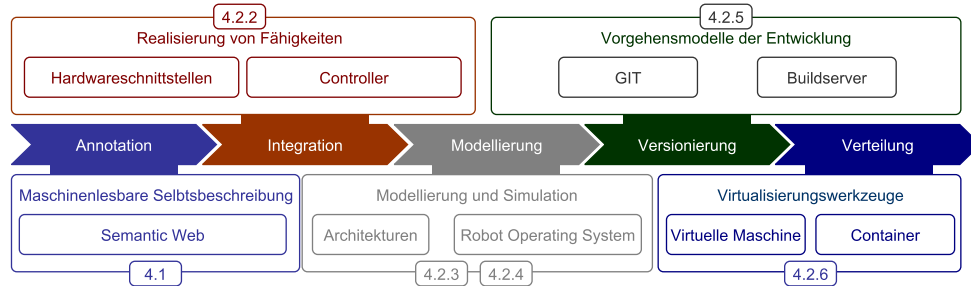 4.2.2
Realisierung von Fähigkeiten
Hardwareschnittstellen
Controller
4.2.5
Vorgehensmodelle der Entwicklung
GIT
Buildserver
Annotation
Integration
Modellierung
Versionierung
Verteilung
Maschinenlesbare Selbtsbeschreibung
Semantic Web
4.1
Modellierung und Simulation
Architekturen
Robot Operating System
4.2.3
4.2.4
Virtualisierungswerkzeuge
Virtuelle Maschine
Container
4.2.6